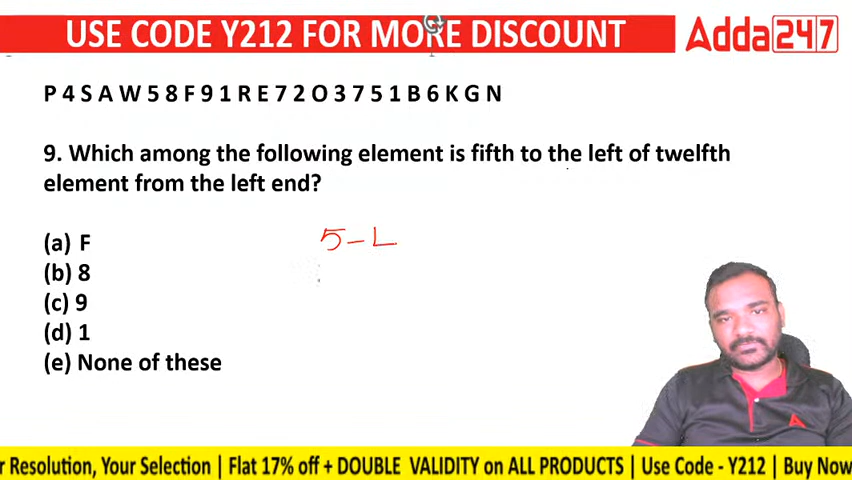 USE CODE Y212 FOR MORE DISCOUNT
Adda247
P 4 S A W 5 8 F 9 1 R E 7 2 O 3 7 5 1 B 6 K G N
9. Which among the following element is fifth to the left of twelfth
element from the left end?
(a) F
(b) 8
(c) 9
(d) 1
(e) None of these
5-L
r Resolution, Your Selection | Flat 17% off + DOUBLE VALIDITY on ALL PRODUCTS | Use Code - Y212 | Buy Now